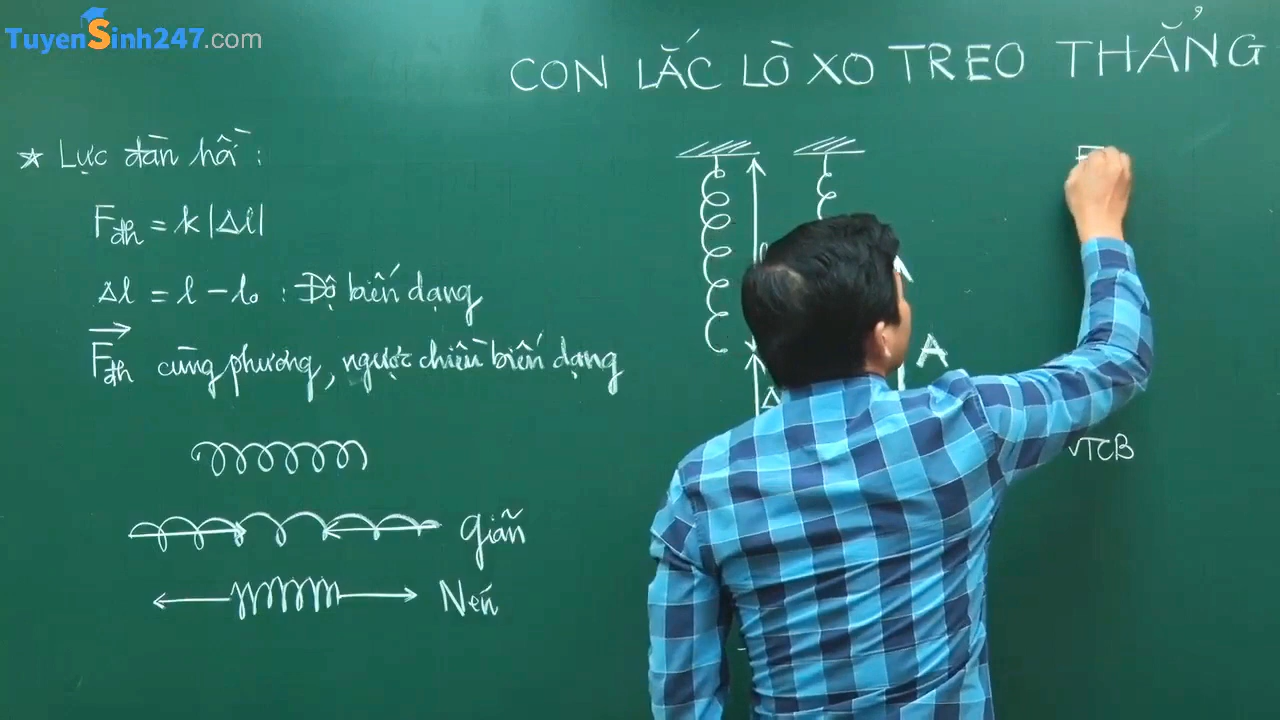 TuyenSinh247.com
CON LẮC LÒ XO TREO THẲNG
★ Lực đàn hồi :
Fđh = k|Δl|
Δl = l - l₀ : Độ biến dạng
Fđh cùng phương, ngược chiều biến dạng
Giãn
Nén
A
Δ
VTCB